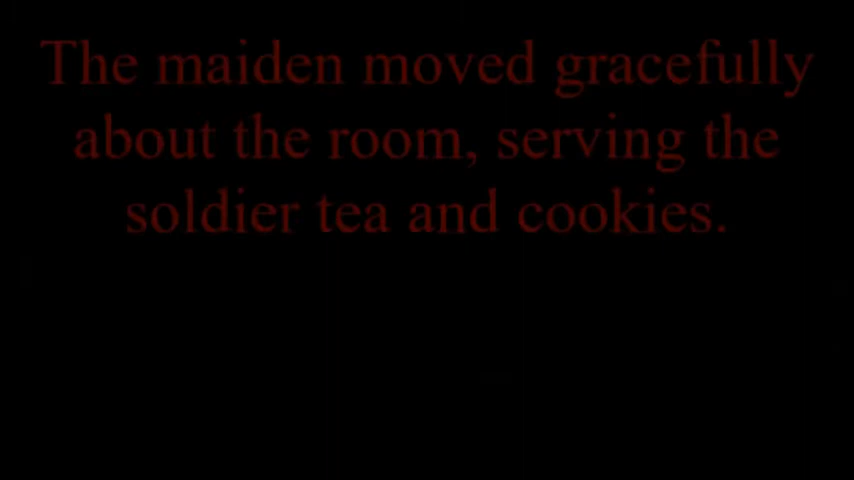 The maiden moved gracefully
about the room, serving the
soldier tea and cookies.